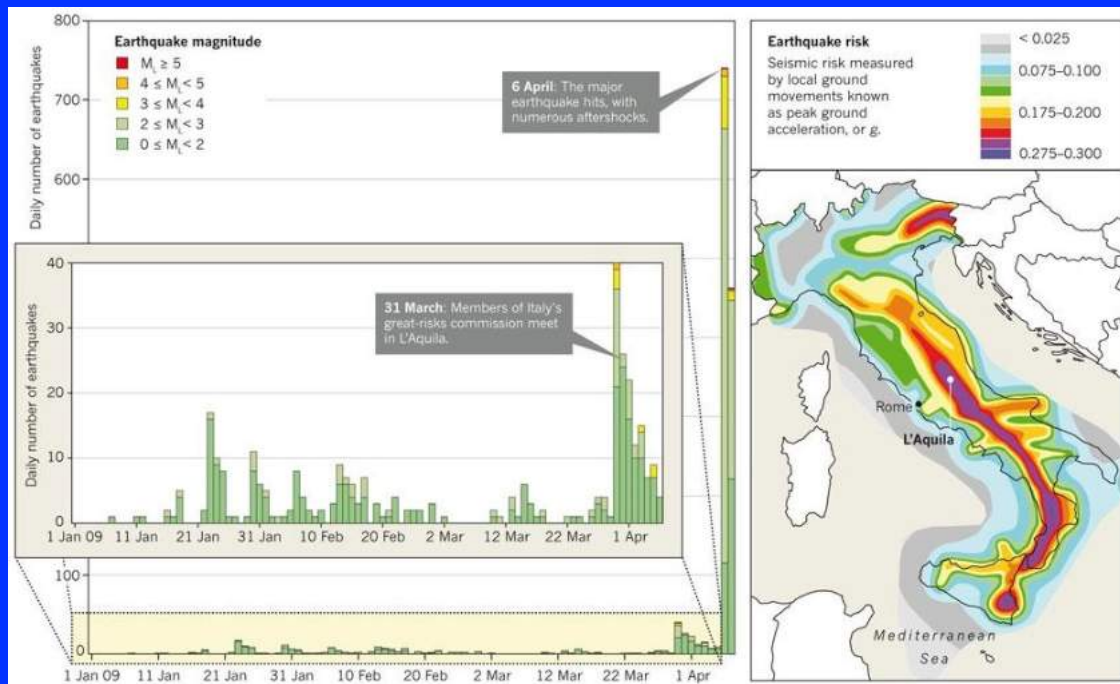 800
700
600
100
0
Daily number of earthquakes
Earthquake magnitude
M_L ≥ 5
4 ≤ M_L < 5
3 ≤ M_L < 4
2 ≤ M_L < 3
0 ≤ M_L < 2
6 April: The major
earthquake hits, with
numerous aftershocks.
40
30
20
10
0
Daily number of earthquakes
31 March: Members of Italy's
great-risks commission meet
in L'Aquila.
1 Jan 09 11 Jan 21 Jan 31 Jan 10 Feb 20 Feb 2 Mar 12 Mar 22 Mar 1 Apr
1 Jan 09 11 Jan 21 Jan 31 Jan 10 Feb 20 Feb 2 Mar 12 Mar 22 Mar 1 Apr
Earthquake risk
Seismic risk measured
by local ground
movements known
as peak ground
acceleration, or g.
< 0.025
0.075–0.100
0.175–0.200
0.275–0.300
Rome
L'Aquila
Mediterranean
Sea